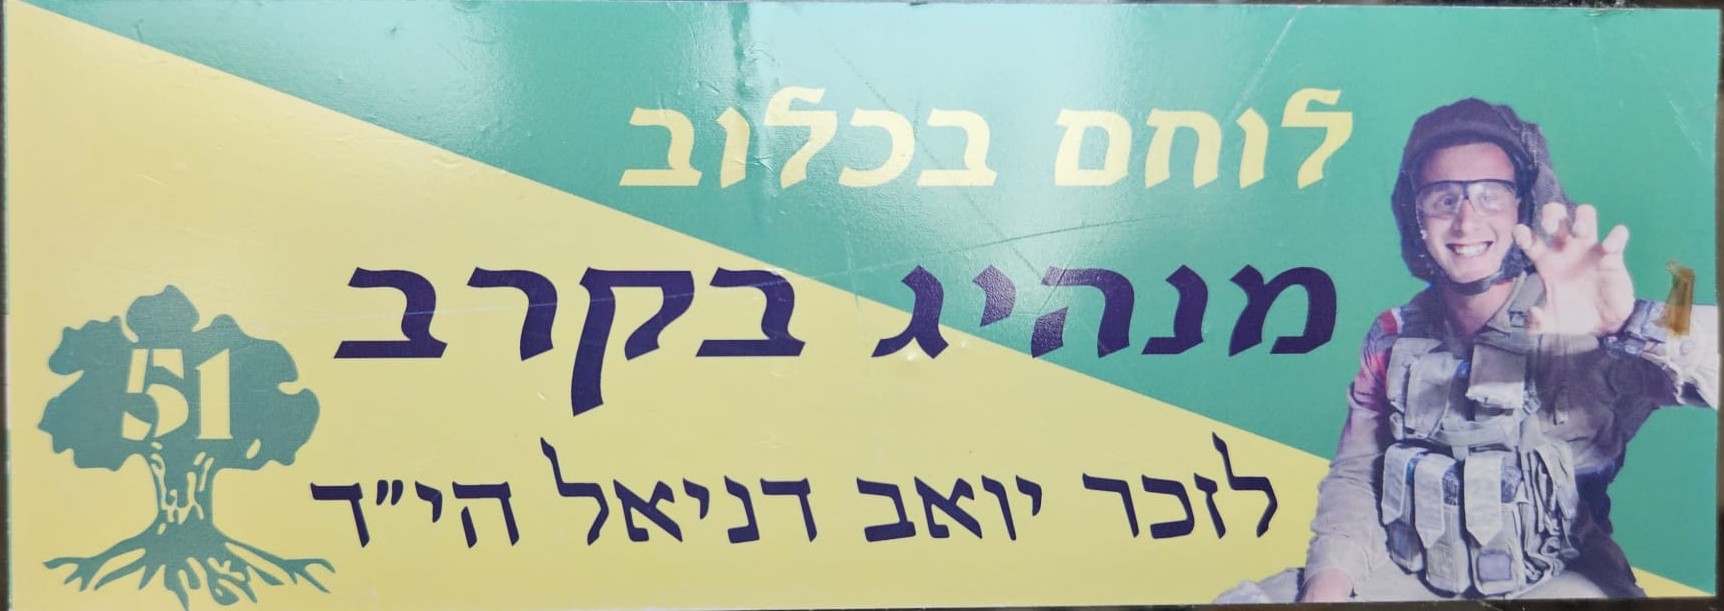 לוחם בכלוב
מנהיג בקרב
לזכר יואב דניאל הי"ד
51